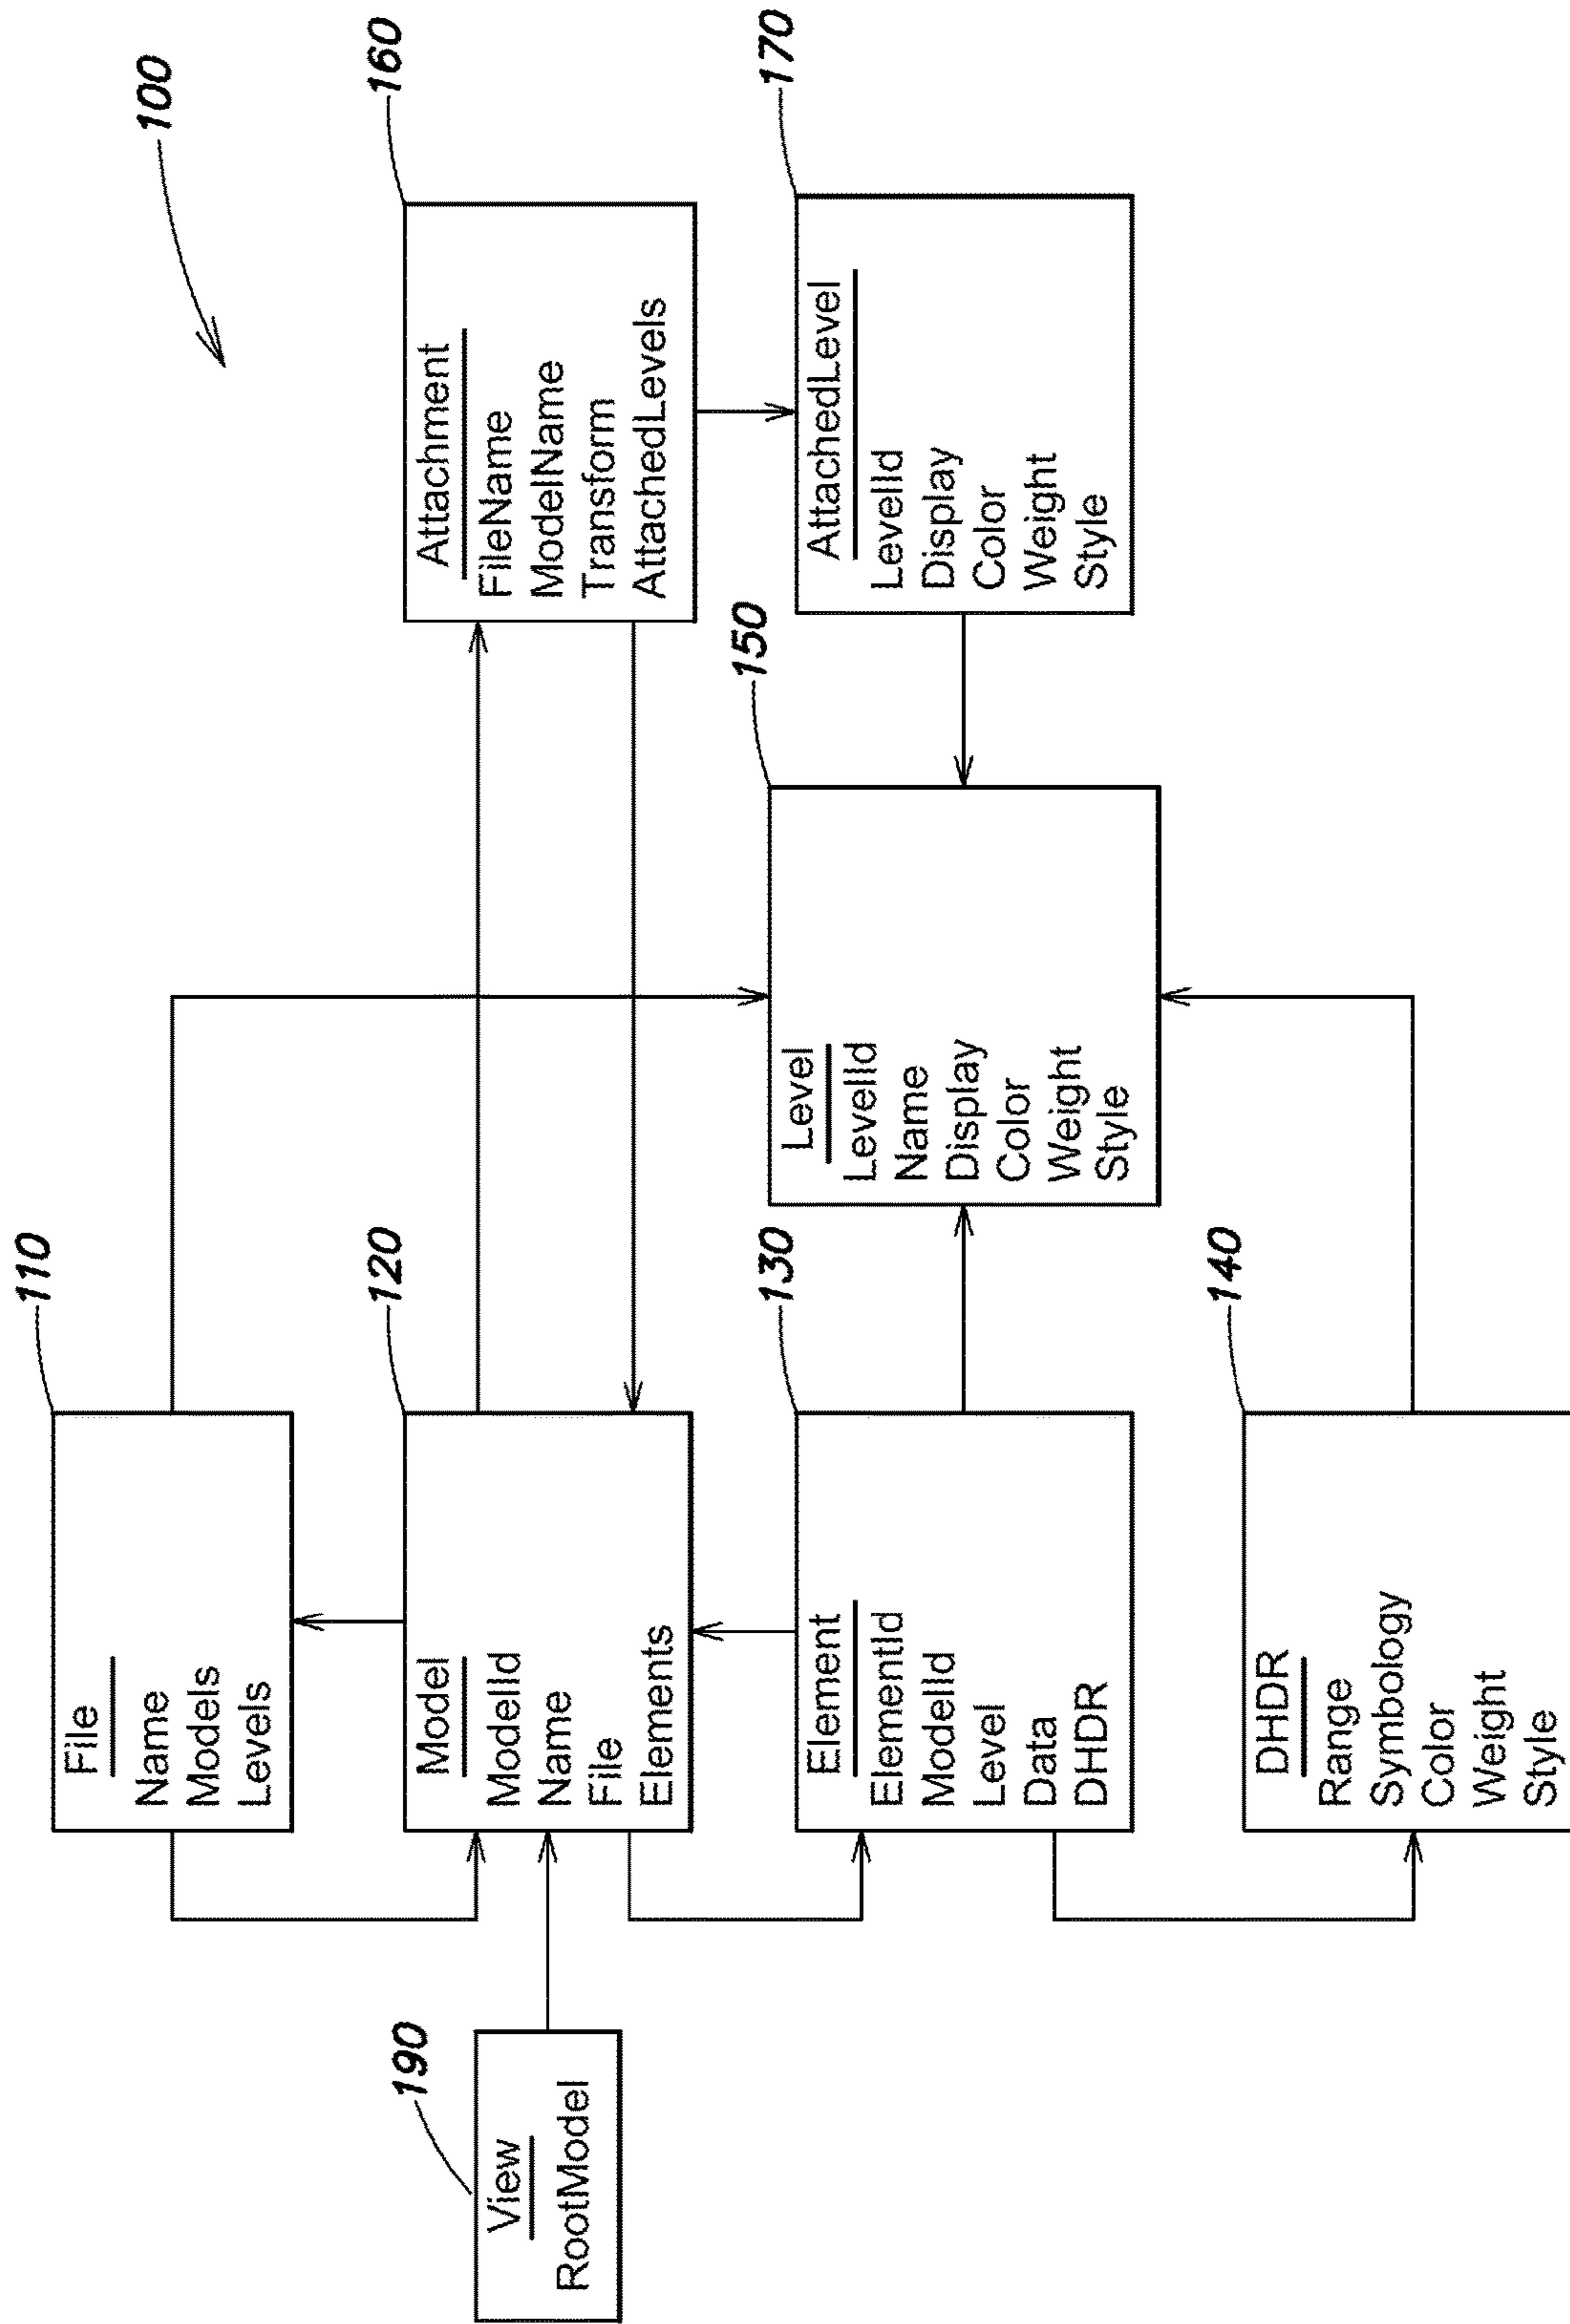 100
110
File
Name
Models
Levels
120
Model
ModelId
Name
File
Elements
130
Element
ElementId
ModelId
Level
Data
DHDR
140
DHDR
Range
Symbology
Color
Weight
Style
150
Level
LevelId
Name
Display
Color
Weight
Style
160
Attachment
FileName
ModelName
Transform
AttachedLevels
170
AttachedLevel
LevelId
Display
Color
Weight
Style
190
View
RootModel